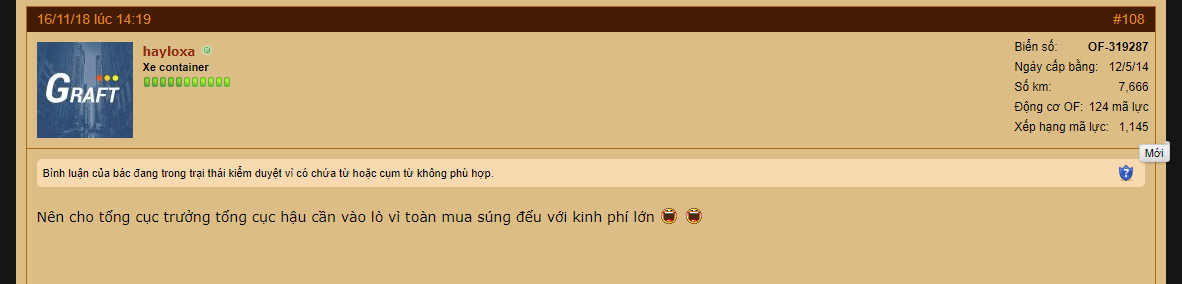 16/11/18 lúc 14:19 #108
GRAFT
hayloxa
Xe container
Biển số: OF-319287
Ngày cấp bằng: 12/5/14
Số km: 7,666
Động cơ OF: 124 mã lực
Xếp hạng mã lực: 1,145
Mới
Bình luận của bác đang trong trại thái kiểm duyệt vì có chứa từ hoặc cụm từ không phù hợp.
Nên cho tổng cục trưởng tổng cục hậu cần vào lò vì toàn mua súng đếu với kinh phí lớn